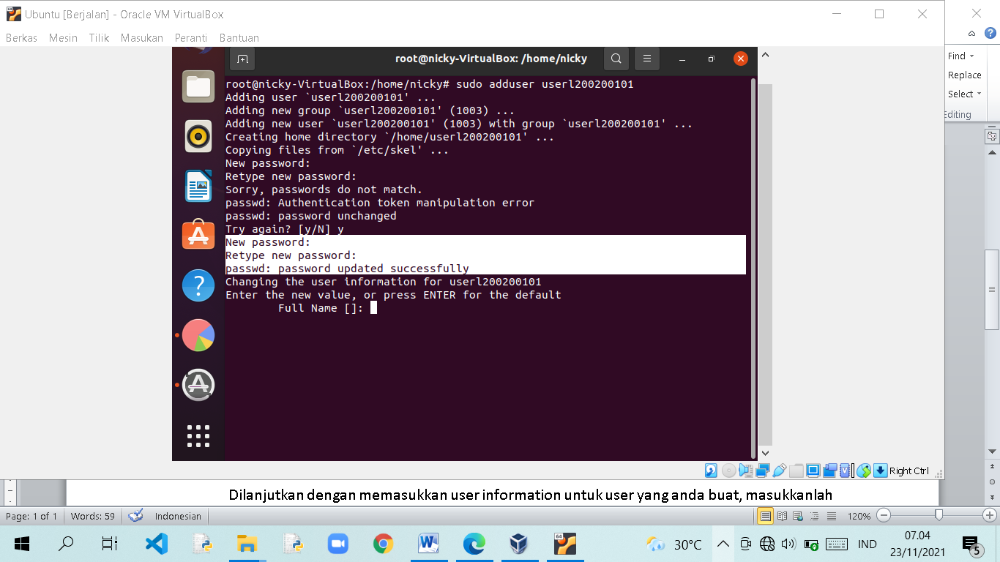 Ubuntu [Berjalan] - Oracle VM VirtualBox
Berkas Mesin Tilik Masukan Peranti Bantuan
Find
Replace
Select
Editing
root@nicky-VirtualBox: /home/nicky
root@nicky-VirtualBox:/home/nicky# sudo adduser userl200200101
Adding user `userl200200101' ...
Adding new group `userl200200101' (1003) ...
Adding new user `userl200200101' (1003) with group `userl200200101' ...
Creating home directory `/home/userl200200101' ...
Copying files from `/etc/skel' ...
New password:
Retype new password:
Sorry, passwords do not match.
passwd: Authentication token manipulation error
passwd: password unchanged
Try again? [y/N] y
New password:
Retype new password:
passwd: password updated successfully
Changing the user information for userl200200101
Enter the new value, or press ENTER for the default
Full Name []:
Right Ctrl
Dilanjutkan dengan memasukkan user information untuk user yang anda buat, masukkanlah
Page: 1 of 1 Words: 59 Indonesian 120%
64
30°C IND
07.04
23/11/2021
5